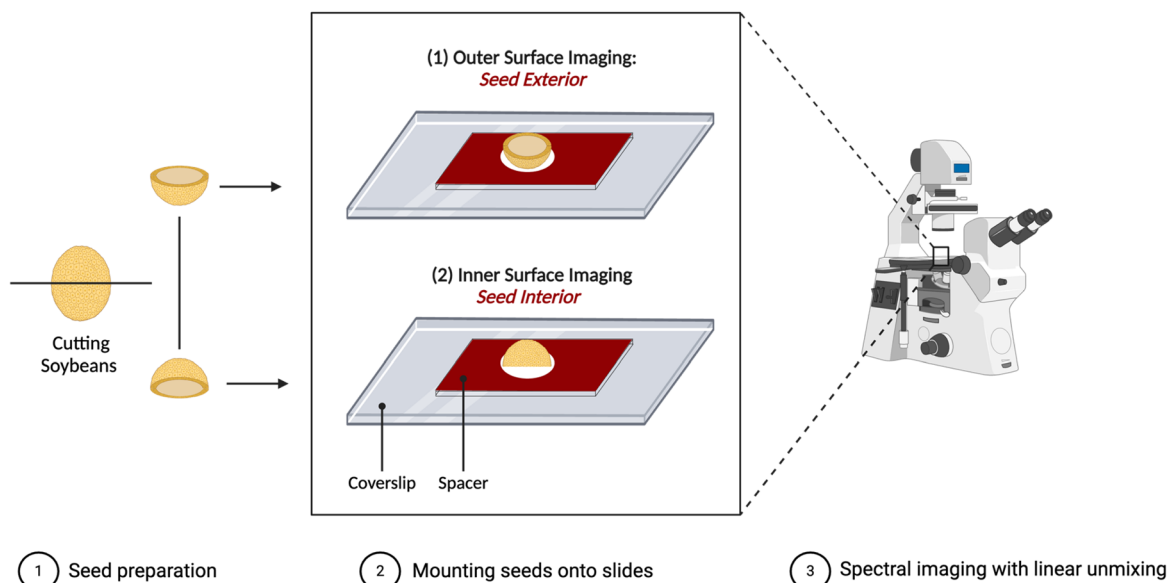 (1) Outer Surface Imaging:
Seed Exterior
Cutting
Soybeans
(2) Inner Surface Imaging
Seed Interior
Coverslip
Spacer
1 Seed preparation
2 Mounting seeds onto slides
3 Spectral imaging with linear unmixing